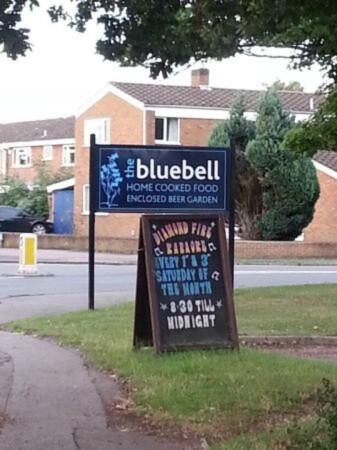 the bluebell
HOME COOKED FOOD
ENCLOSED BEER GARDEN
DIAMOND FIRE
KARAOKE
EVERY 1st & 3rd
SATURDAY OF
THE MONTH
8·30 TILL
MIDNIGHT